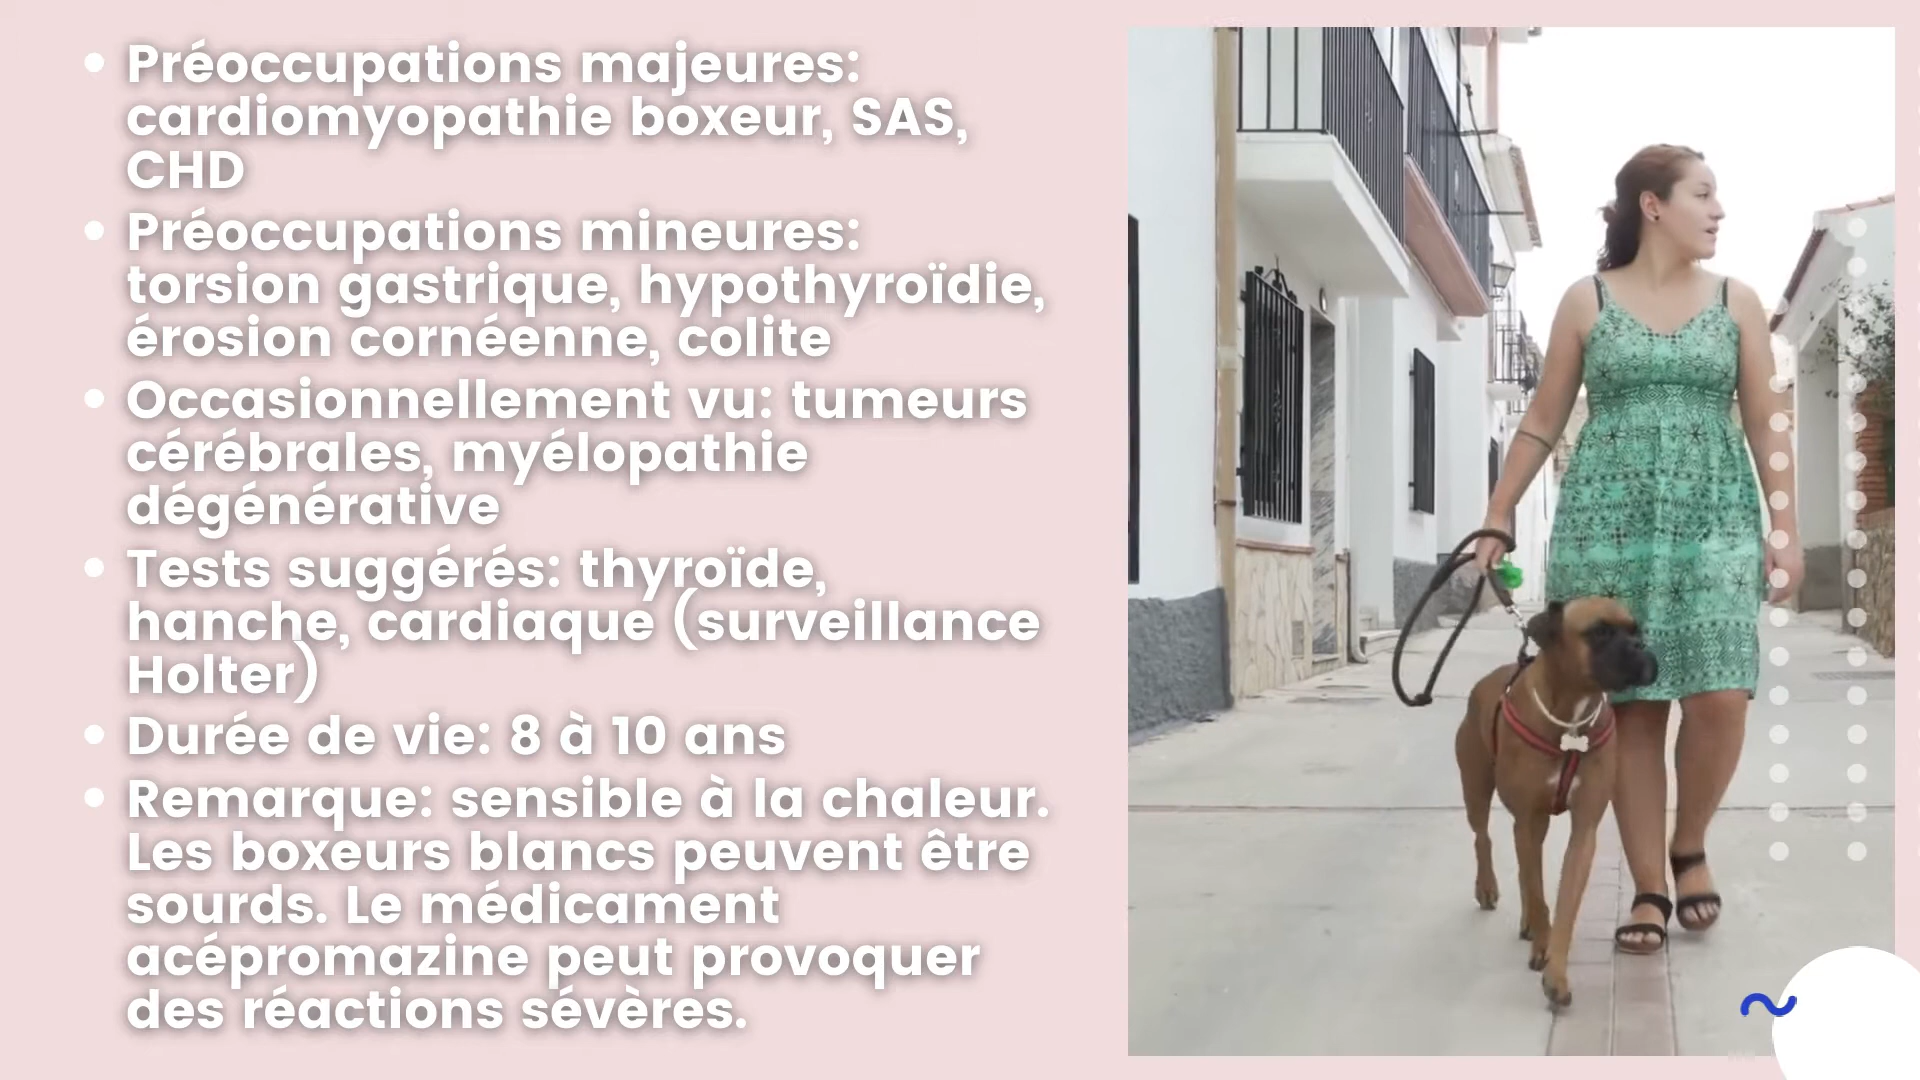 Préoccupations majeures:
cardiomyopathie boxeur, SAS,
CHD
Préoccupations mineures:
torsion gastrique, hypothyroïdie,
érosion cornéenne, colite
Occasionnellement vu: tumeurs
cérébrales, myélopathie
dégénérative
Tests suggérés: thyroïde,
hanche, cardiaque (surveillance
Holter)
Durée de vie: 8 à 10 ans
Remarque: sensible à la chaleur.
Les boxeurs blancs peuvent être
sourds. Le médicament
acépromazine peut provoquer
des réactions sévères.